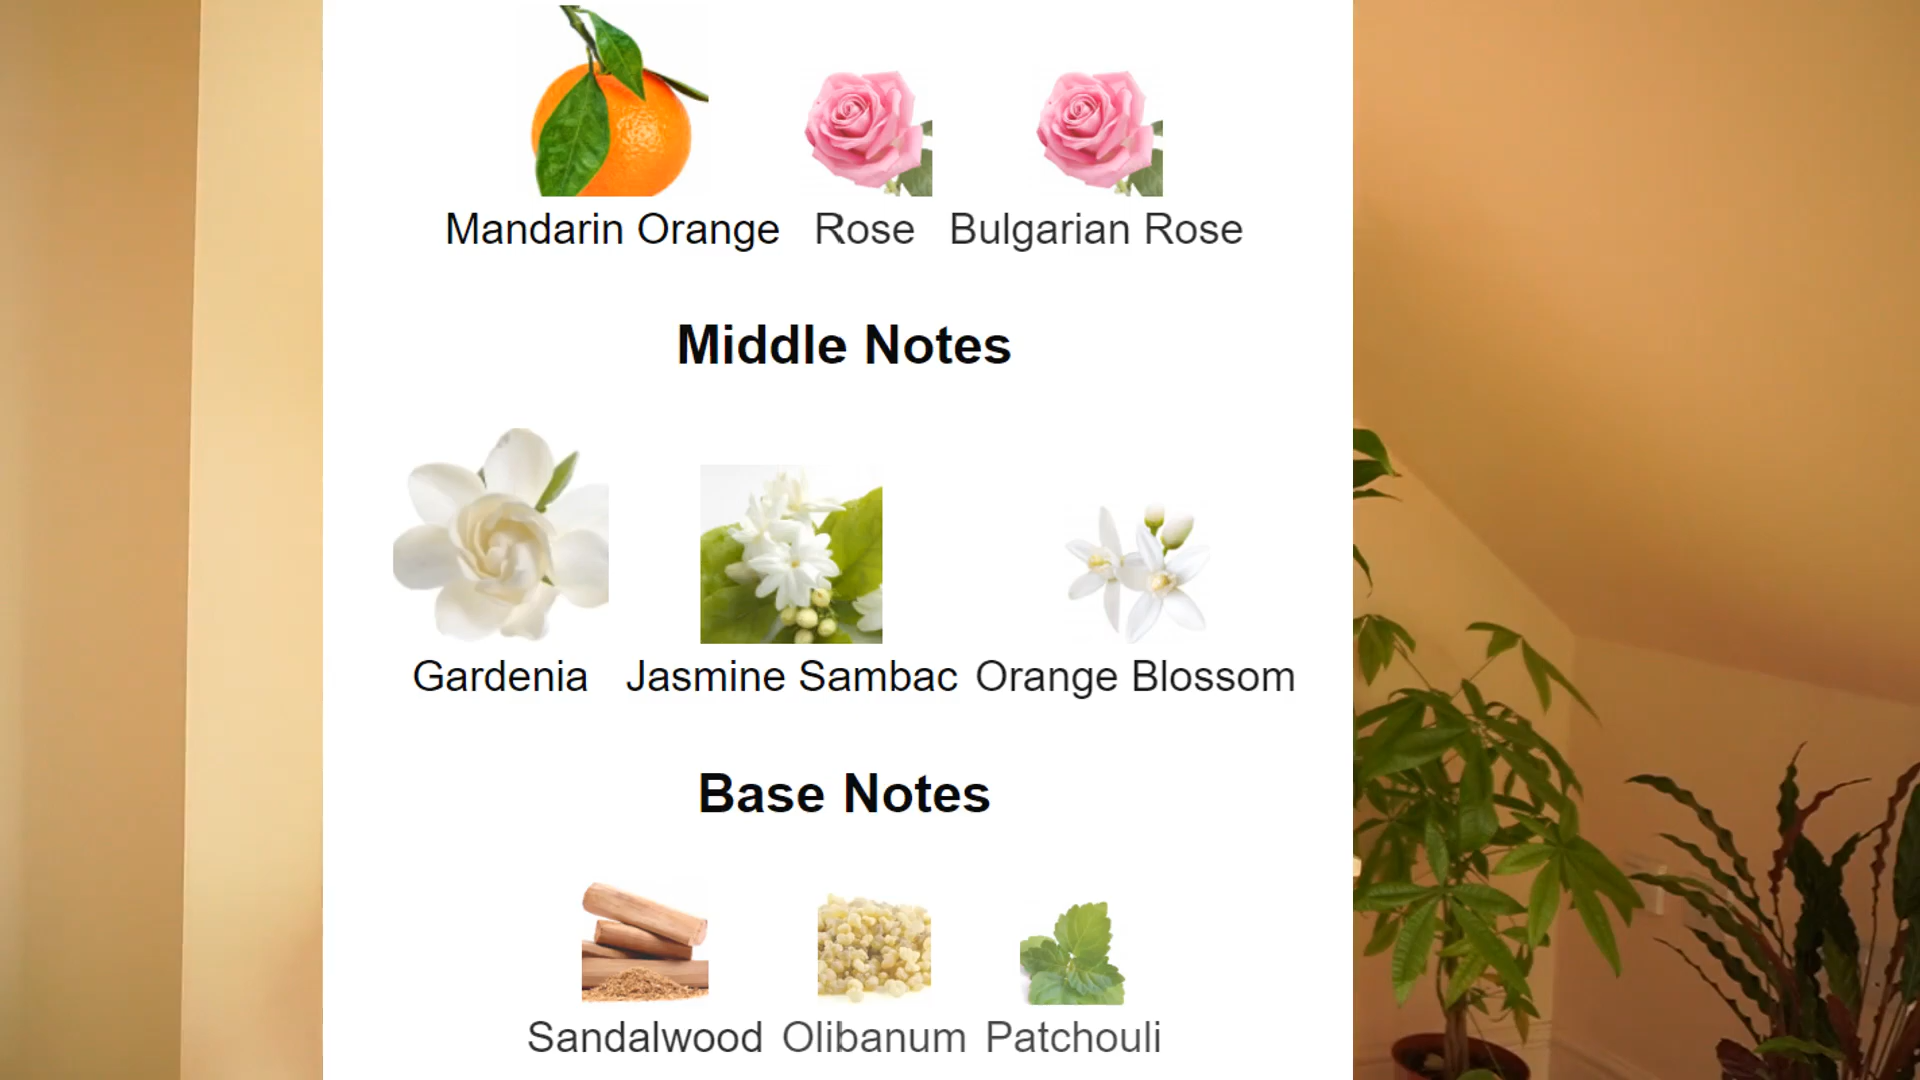 Mandarin Orange Rose Bulgarian Rose
Middle Notes
Gardenia Jasmine Sambac Orange Blossom
Base Notes
Sandalwood Olibanum Patchouli